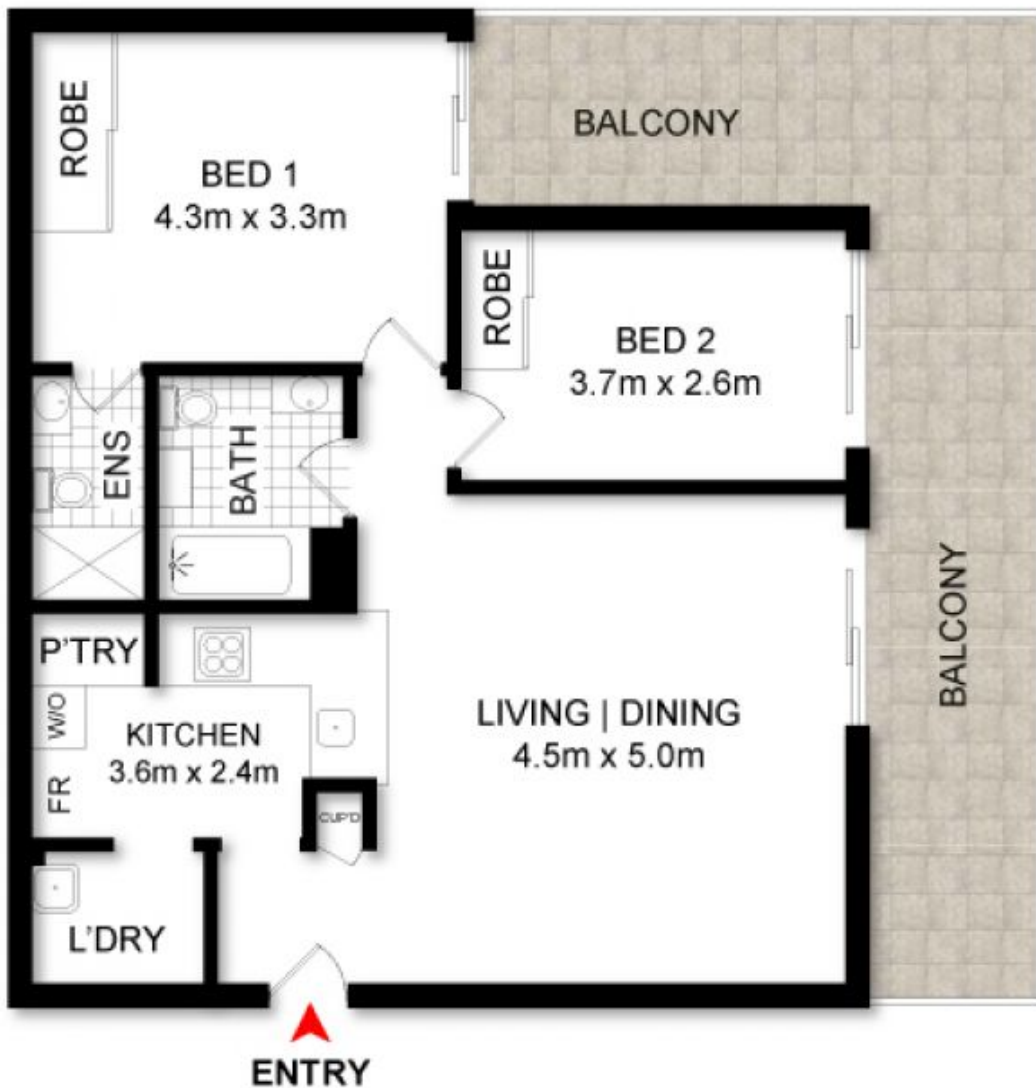 BALCONY
ROBE
BED 1
4.3m x 3.3m
ROBE
BED 2
3.7m x 2.6m
ENS
BATH
BALCONY
P'TRY
W/O
KITCHEN
3.6m x 2.4m
FR
LIVING | DINING
4.5m x 5.0m
CUP'D
L'DRY
ENTRY